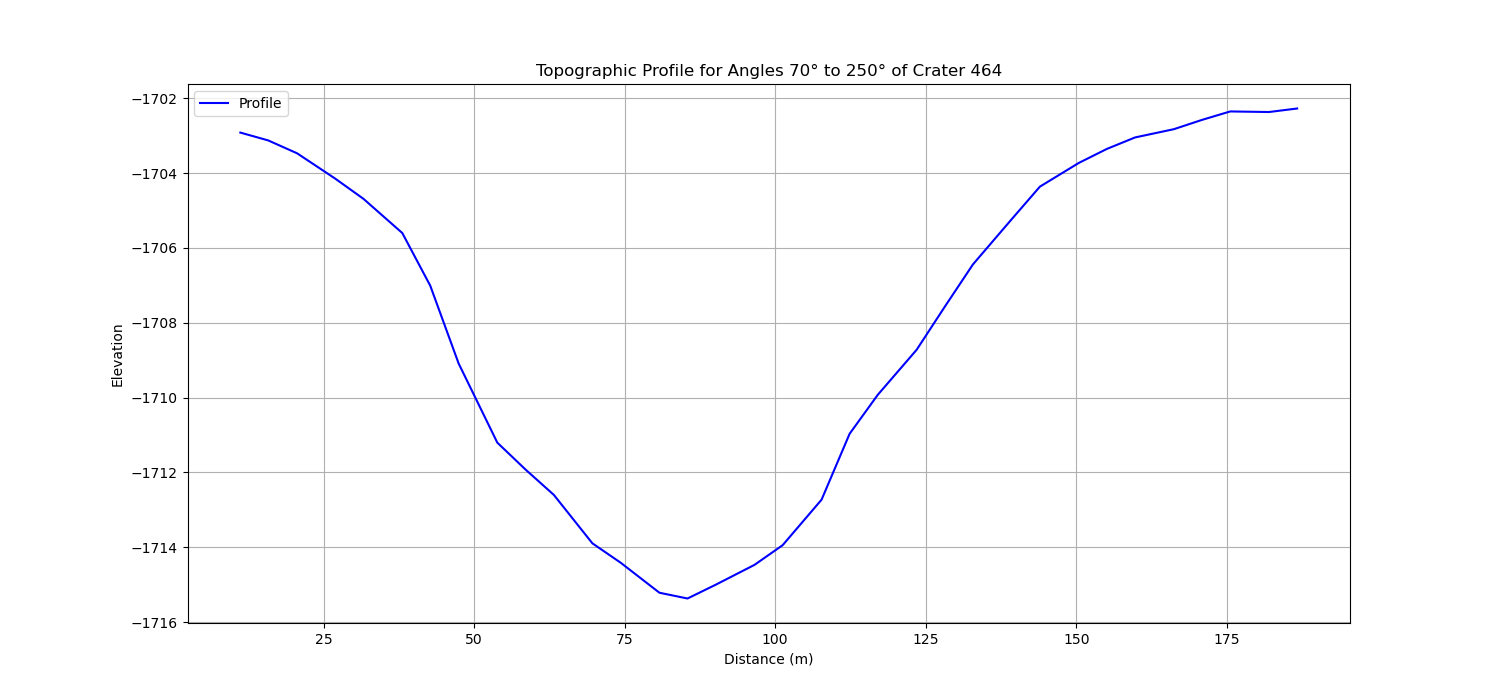 Topographic Profile for Angles 70° to 250° of Crater 464
Profile
−1702
−1704
−1706
−1708
−1710
−1712
−1714
−1716
Elevation
25 50 75 100 125 150 175
Distance (m)